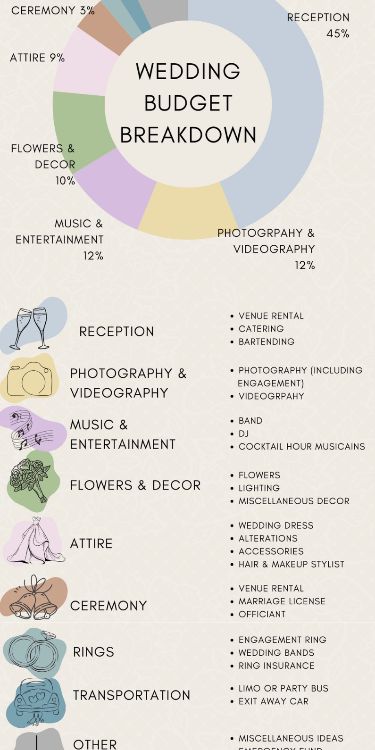 CEREMONY 3%
RECEPTION
45%
ATTIRE 9%
WEDDING
BUDGET
BREAKDOWN
FLOWERS &
DECOR
10%
MUSIC &
ENTERTAINMENT
12%
PHOTOGRPAHY &
VIDEOGRAPHY
12%
RECEPTION
• VENUE RENTAL
• CATERING
• BARTENDING
PHOTOGRAPHY &
VIDEOGRAPHY
• PHOTOGRAPHY (INCLUDING
ENGAGEMENT)
• VIDEOGRPAHY
MUSIC &
ENTERTAINMENT
• BAND
• DJ
• COCKTAIL HOUR MUSICAINS
FLOWERS & DECOR
• FLOWERS
• LIGHTING
• MISCELLANEOUS DECOR
ATTIRE
• WEDDING DRESS
• ALTERATIONS
• ACCESSORIES
• HAIR & MAKEUP STYLIST
CEREMONY
• VENUE RENTAL
• MARRIAGE LICENSE
• OFFICIANT
RINGS
• ENGAGEMENT RING
• WEDDING BANDS
• RING INSURANCE
TRANSPORTATION
• LIMO OR PARTY BUS
• EXIT AWAY CAR
OTHER
• MISCELLANEOUS IDEAS